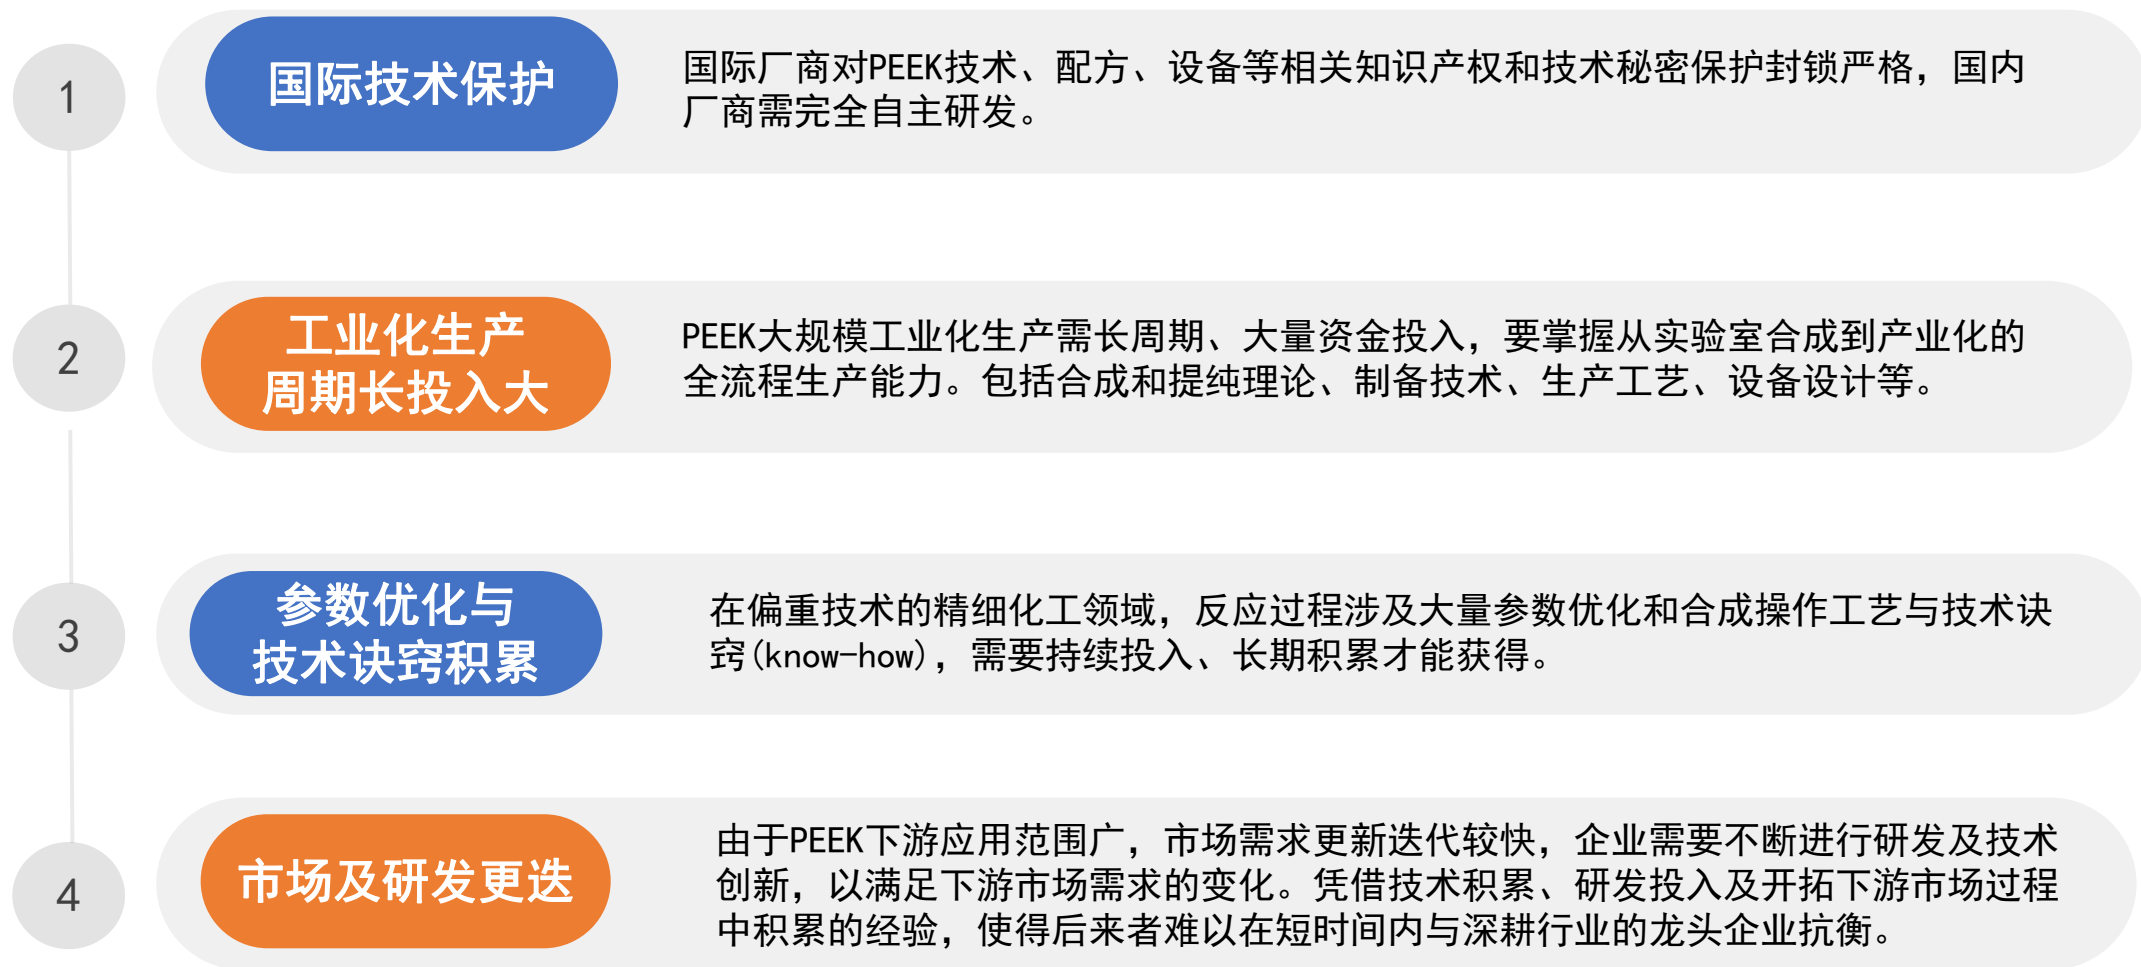 1
国际技术保护
国际厂商对PEEK技术、配方、设备等相关知识产权和技术秘密保护封锁严格，国内
厂商需完全自主研发。
2
工业化生产
周期长投入大
PEEK大规模工业化生产需长周期、大量资金投入，要掌握从实验室合成到产业化的
全流程生产能力。包括合成和提纯理论、制备技术、生产工艺、设备设计等。
3
参数优化与
技术诀窍积累
在偏重技术的精细化工领域，反应过程涉及大量参数优化和合成操作工艺与技术诀
窍(know-how)，需要持续投入、长期积累才能获得。
4
市场及研发更迭
由于PEEK下游应用范围广，市场需求更新迭代较快，企业需要不断进行研发及技术
创新，以满足下游市场需求的变化。凭借技术积累、研发投入及开拓下游市场过程
中积累的经验，使得后来者难以在短时间内与深耕行业的龙头企业抗衡。